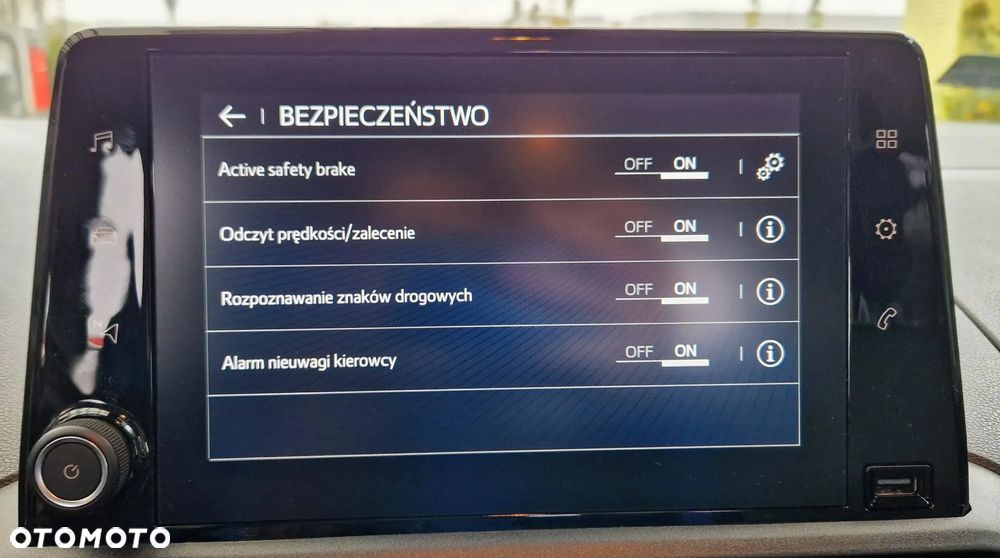 BEZPIECZEŃSTWO
Active safety brake OFF ON
Odczyt prędkości/zalecenie OFF ON
Rozpoznawanie znaków drogowych OFF ON
Alarm nieuwagi kierowcy OFF ON
OTOMOTO